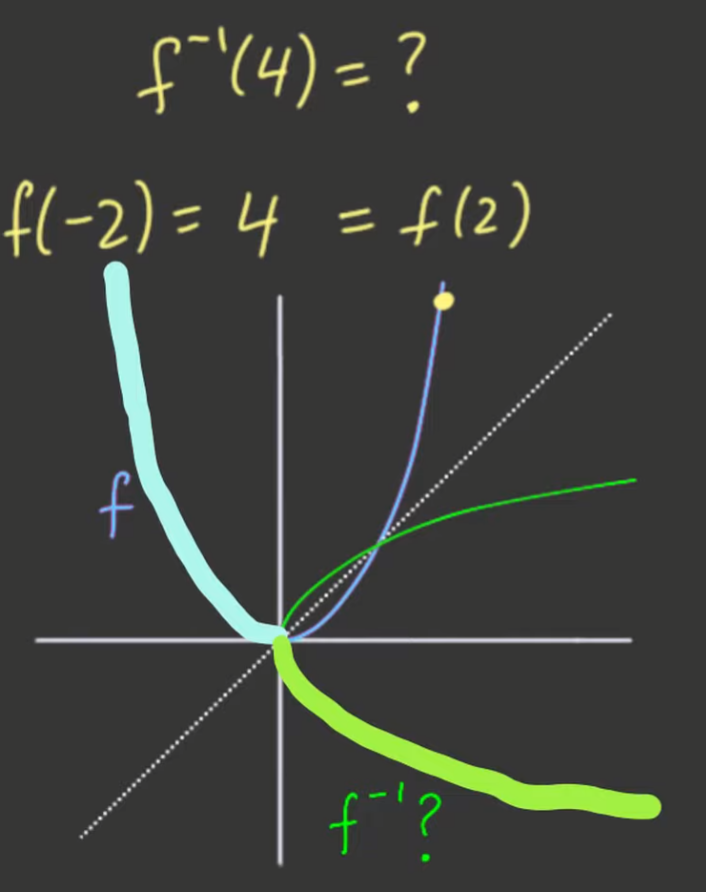 f⁻¹(4) = ?
f(-2) = 4 = f(2)
f
f⁻¹?